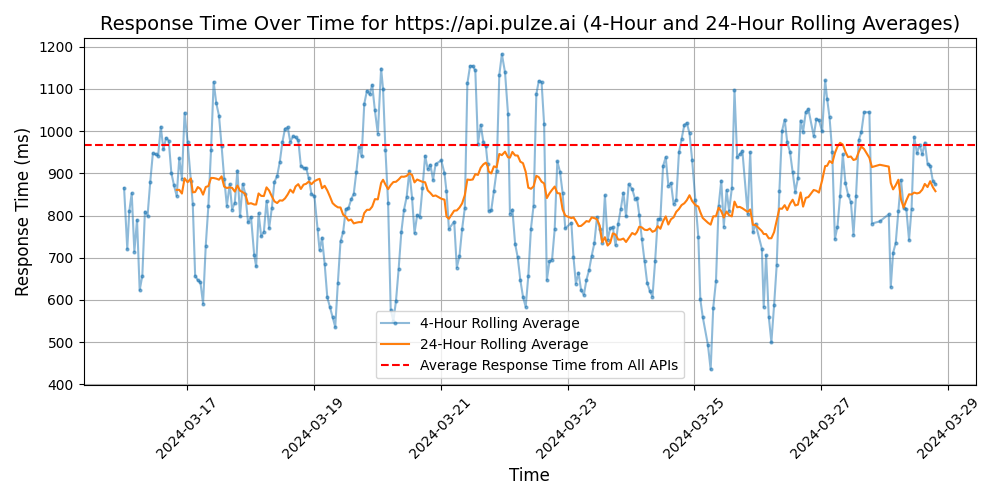 Response Time Over Time for https://api.pulze.ai (4-Hour and 24-Hour Rolling Averages)
1200
1100
1000
900
800
700
600
500
400
Response Time (ms)
4-Hour Rolling Average
24-Hour Rolling Average
Average Response Time from All APIs
2024-03-17
2024-03-19
2024-03-21
2024-03-23
2024-03-25
2024-03-27
2024-03-29
Time